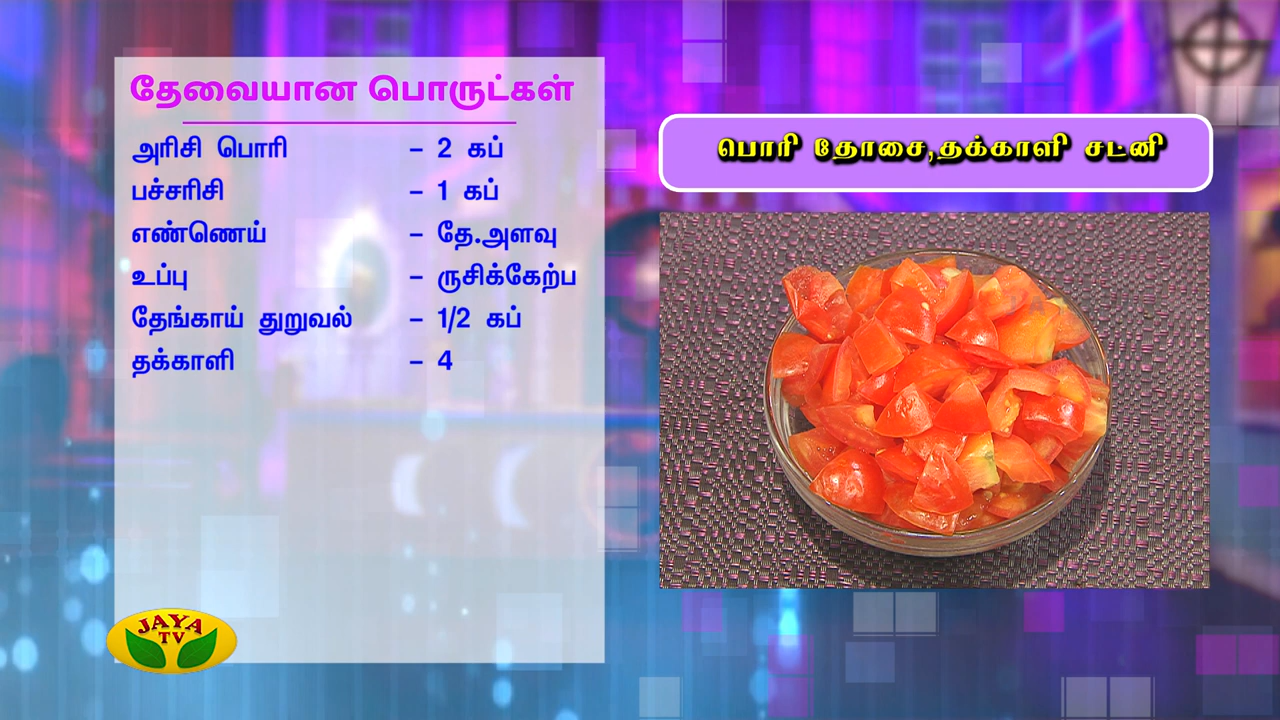 தேவையான பொருட்கள்
அரிசி பொரி - 2 கப்
பச்சரிசி - 1 கப்
எண்ணெய் - தே.அளவு
உப்பு - ருசிக்கேற்ப
தேங்காய் துறுவல் - 1/2 கப்
தக்காளி - 4
பொரி தோசை,தக்காளி சட்னி
JAYA
TV